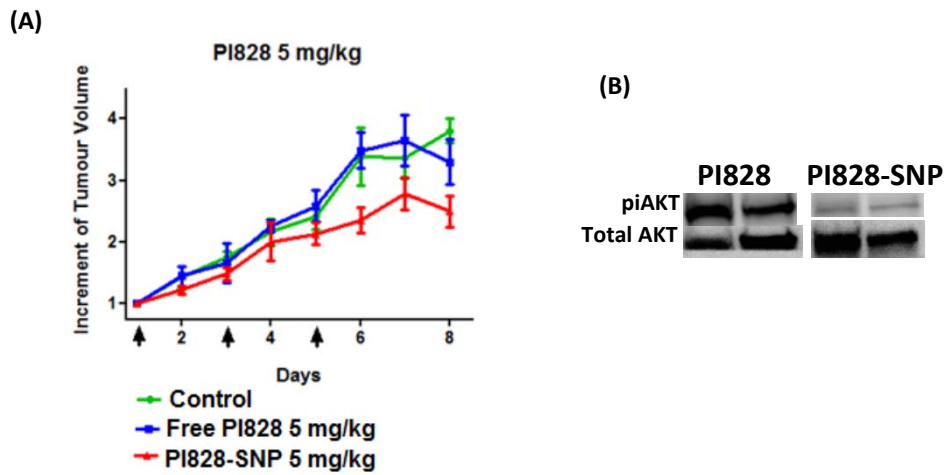 (A)
PI828 5 mg/kg
Increment of Tumour Volume
4
3
2
1
2 4 6 8
Days
Control
Free PI828 5 mg/kg
PI828-SNP 5 mg/kg
(B)
PI828 PI828-SNP
piAKT
Total AKT